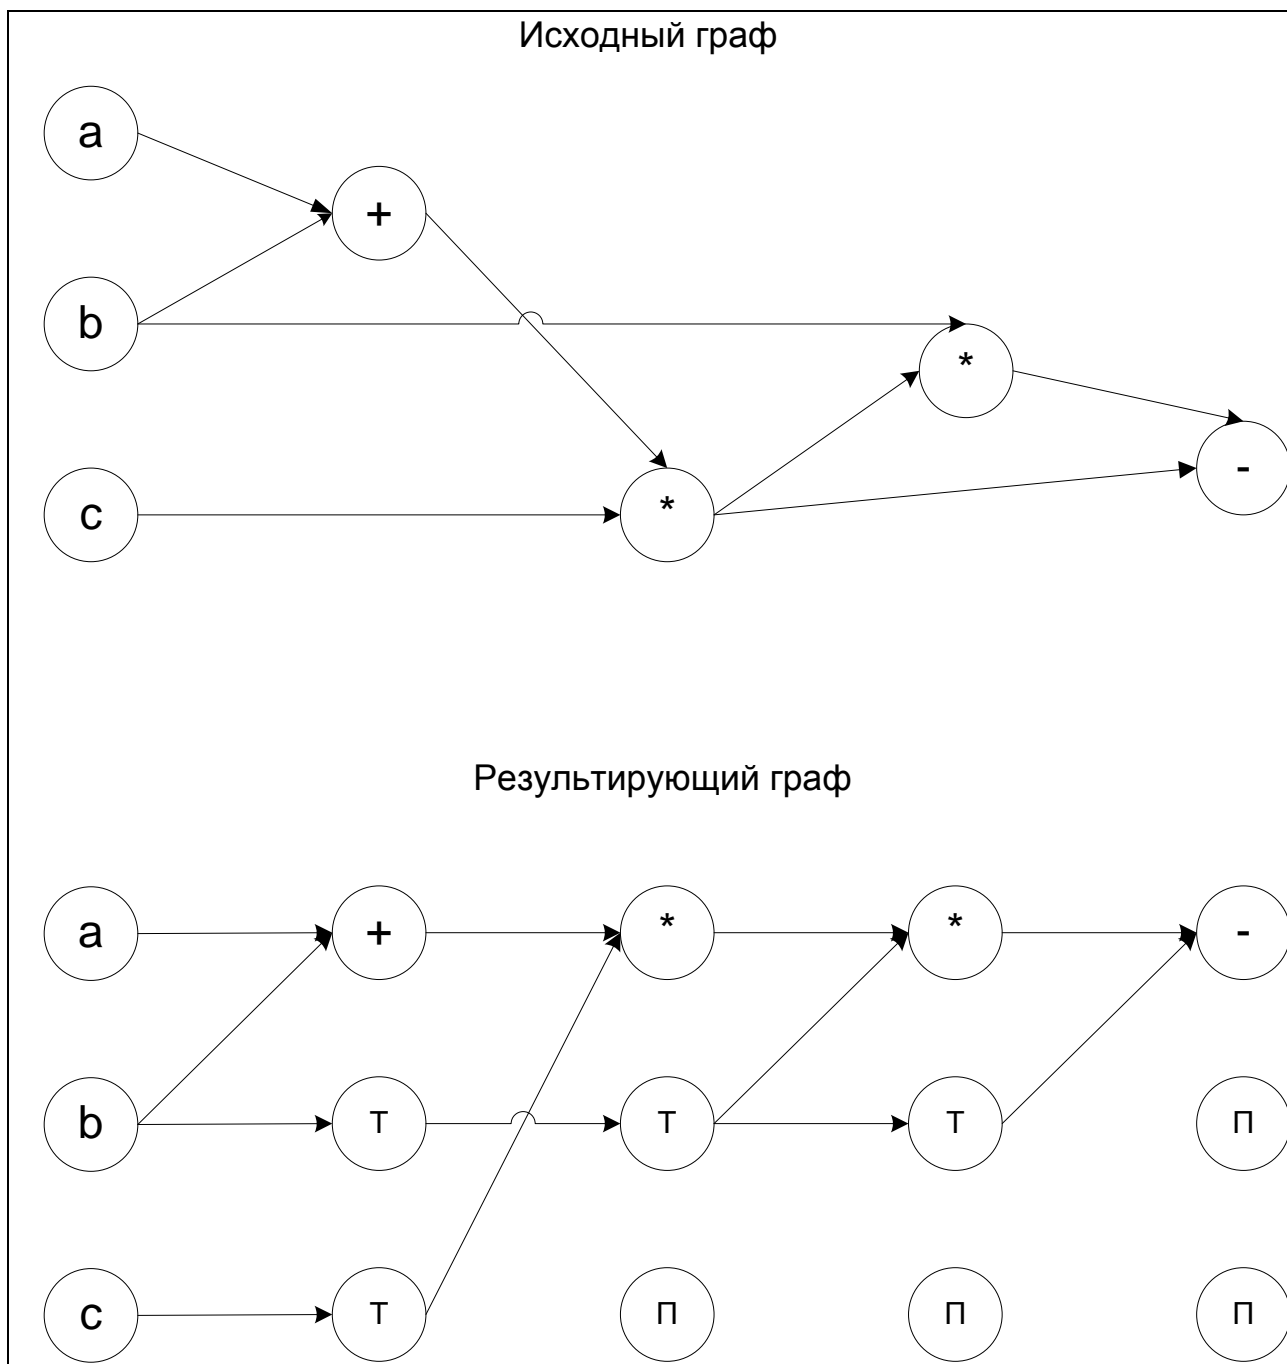 Исходный граф
a
+
b
*
-
c
*
Результирующий граф
a + * * -
b Т Т Т П
c Т П П П